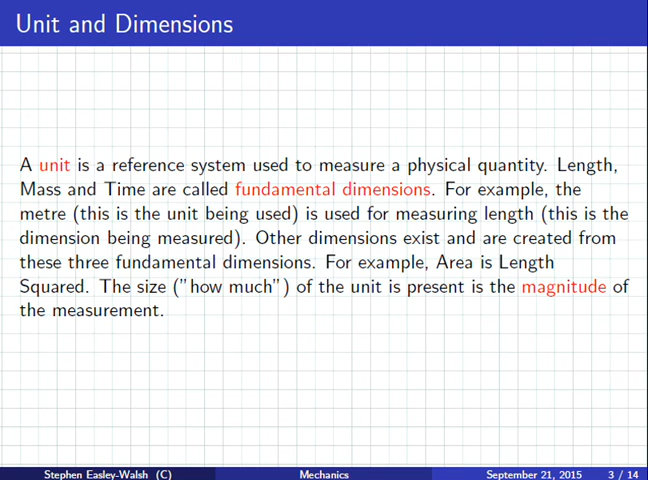 Unit and Dimensions
A unit is a reference system used to measure a physical quantity. Length,
Mass and Time are called fundamental dimensions. For example, the
metre (this is the unit being used) is used for measuring length (this is the
dimension being measured). Other dimensions exist and are created from
these three fundamental dimensions. For example, Area is Length
Squared. The size ("how much") of the unit is present is the magnitude of
the measurement.
Stephen Easley-Walsh (C) Mechanics September 21, 2015 3 / 14